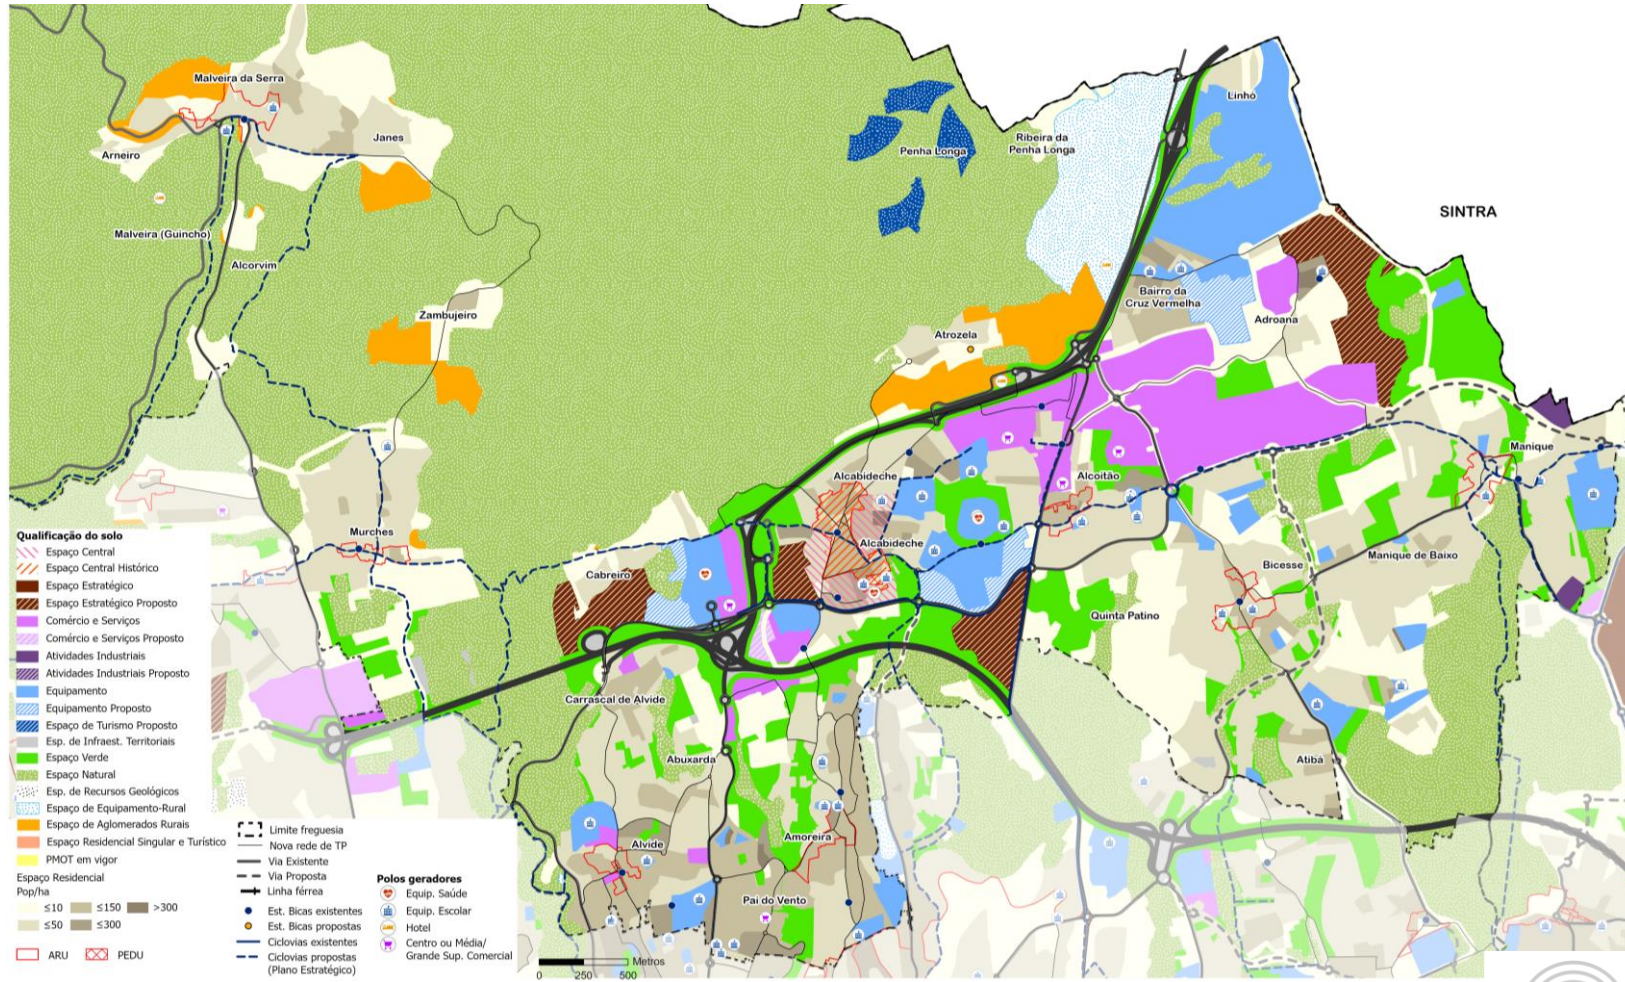 Malveira da Serra
Janes
Arneiro
Malveira (Guincho)
Alcorvim
Zambujeiro
Murches
Penha Longa
Ribeira da
Penha Longa
Linhó
SINTRA
Bairro da
Cruz Vermelha
Adroana
Atrozela
Manique
Alcabideche
Alcoitão
Alcabideche
Manique de Baixo
Bicesse
Cabreiro
Quinta Patino
Carrascal de Alvide
Abuxarda
Atibá
Amoreira
Alvide
Pai do Vento
Qualificação do solo
Espaço Central
Espaço Central Histórico
Espaço Estratégico
Espaço Estratégico Proposto
Comércio e Serviços
Comércio e Serviços Proposto
Atividades Industriais
Atividades Industriais Proposto
Equipamento
Equipamento Proposto
Espaço de Turismo Proposto
Esp. de Infraest. Territoriais
Espaço Verde
Espaço Natural
Esp. de Recursos Geológicos
Espaço de Equipamento-Rural
Espaço de Aglomerados Rurais
Espaço Residencial Singular e Turístico
PMOT em vigor
Espaço Residencial
Pop/ha
≤10 ≤150 >300
≤50 ≤300
ARU PEDU
Limite freguesia
Nova rede de TP
Via Existente
Via Proposta
Linha férrea
Est. Bicas existentes
Est. Bicas propostas
Ciclovias existentes
Ciclovias propostas
(Plano Estratégico)
Polos geradores
Equip. Saúde
Equip. Escolar
Hotel
Centro ou Média/
Grande Sup. Comercial
Metros
0 250 500